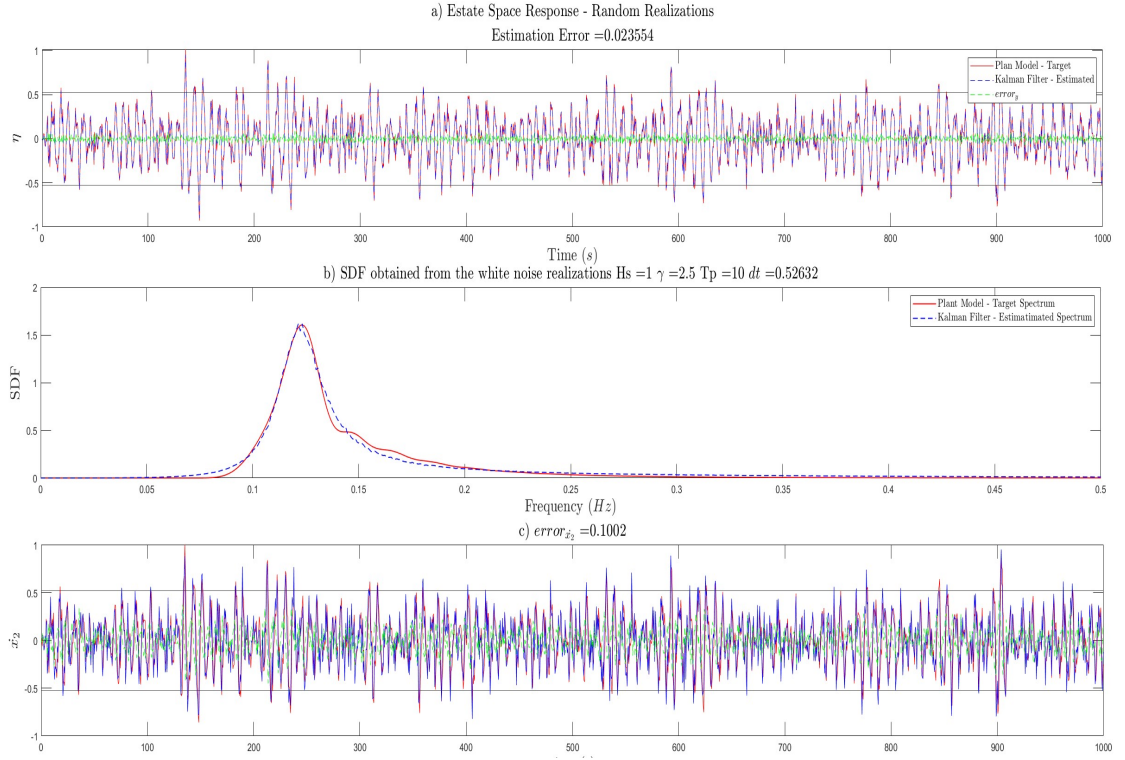 a) Estate Space Response - Random Realizations
Estimation Error =0.023554
1
0.5
0
-0.5
-1
η
Plan Model - Target
Kalman Filter - Estimated
0 100 200 300 400 500 600 700 800 900 1000
Time (s)
b) SDF obtained from the white noise realizations Hs =1 γ =2.5 Tp =10 dt =0.52632
2
1.5
1
0.5
0
SDF
Plant Model - Target Spectrum
Kalman Filter - Estimatimated Spectrum
0 0.05 0.1 0.15 0.2 0.25 0.3 0.35 0.4 0.45 0.5
Frequency (Hz)
c) error_ẋ₂ =0.1002
1
0.5
0
-0.5
-1
ẋ₂
0 100 200 300 400 500 600 700 800 900 1000